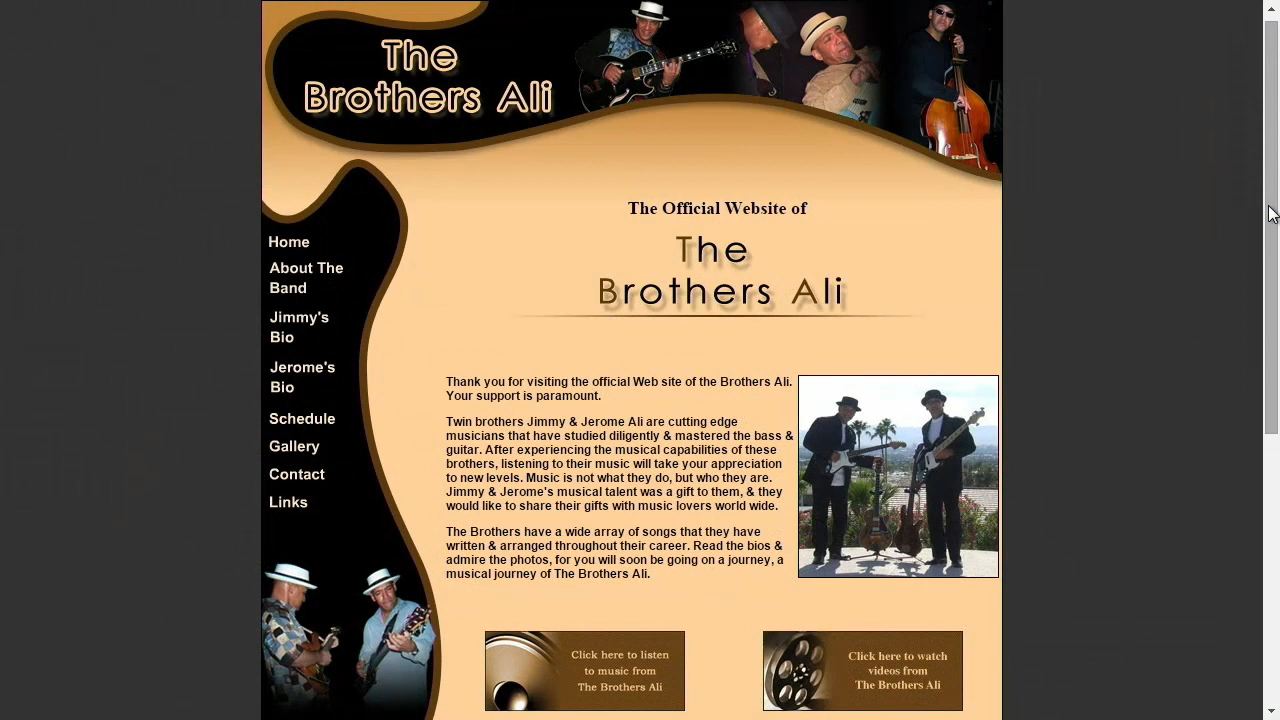 The
Brothers Ali
The Official Website of
The
Brothers Ali
Home
About The
Band
Jimmy's
Bio
Jerome's
Bio
Schedule
Gallery
Contact
Links
Thank you for visiting the official Web site of the Brothers Ali.
Your support is paramount.
Twin brothers Jimmy & Jerome Ali are cutting edge
musicians that have studied diligently & mastered the bass &
guitar. After experiencing the musical capabilities of these
brothers, listening to their music will take your appreciation
to new levels. Music is not what they do, but who they are.
Jimmy & Jerome's musical talent was a gift to them, & they
would like to share their gifts with music lovers world wide.
The Brothers have a wide array of songs that they have
written & arranged throughout their career. Read the bios &
admire the photos, for you will soon be going on a journey, a
musical journey of The Brothers Ali.
Click here to listen
to music from
The Brothers Ali
Click here to watch
videos from
The Brothers Ali